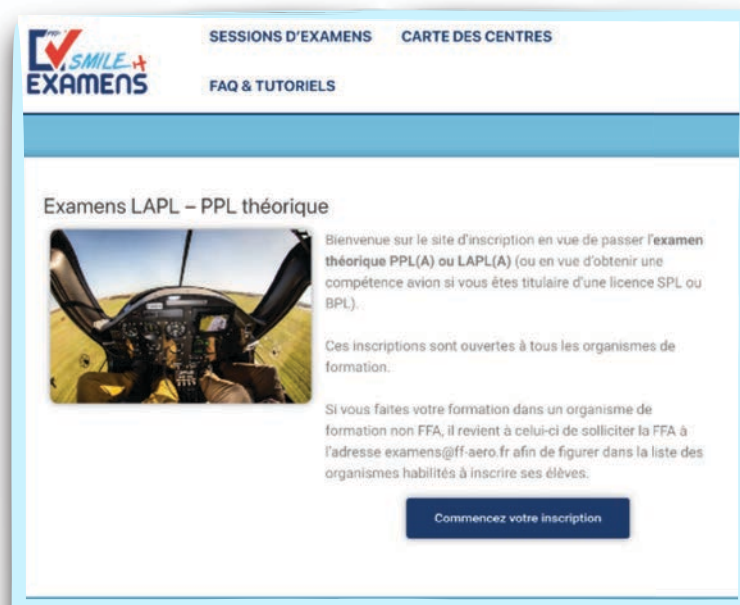 SMILE
EXAMENS
SESSIONS D'EXAMENS
CARTE DES CENTRES
FAQ & TUTORIELS
Examens LAPL – PPL théorique
Bienvenue sur le site d'inscription en vue de passer l'examen
théorique PPL(A) ou LAPL(A) (ou en vue d'obtenir une
compétence avion si vous êtes titulaire d'une licence SPL ou
BPL).
Ces inscriptions sont ouvertes à tous les organismes de
formation.
Si vous faites votre formation dans un organisme de
formation non FFA, il revient à celui-ci de solliciter la FFA à
l'adresse examens@ff-aero.fr afin de figurer dans la liste des
organismes habilités à inscrire ses élèves.
Commencez votre inscription